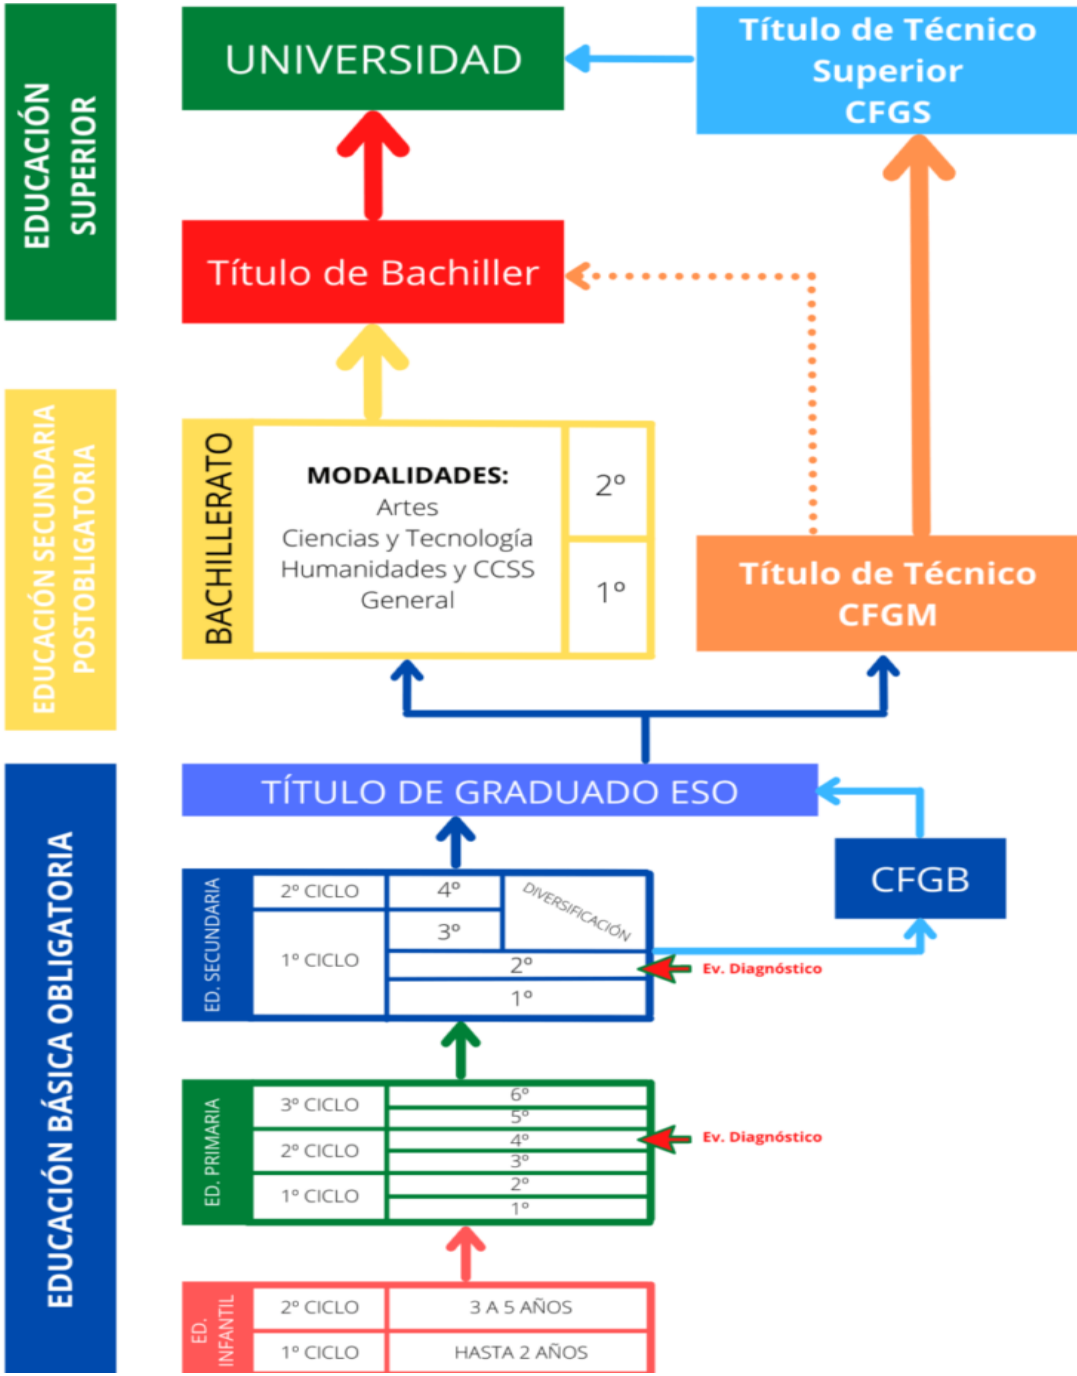 EDUCACIÓN
SUPERIOR
UNIVERSIDAD
Título de Técnico
Superior
CFGS
Título de Bachiller
EDUCACIÓN SECUNDARIA
POSTOBLIGATORIA
BACHILLERATO
MODALIDADES:
Artes
Ciencias y Tecnología
Humanidades y CCSS
General
2º
1º
Título de Técnico
CFGM
EDUCACIÓN BÁSICA OBLIGATORIA
TÍTULO DE GRADUADO ESO
CFGB
ED. SECUNDARIA
2º CICLO
4º
DIVERSIFICACIÓN
1º CICLO
3º
2º
Ev. Diagnóstico
1º
ED. PRIMARIA
3º CICLO
6º
5º
2º CICLO
4º
Ev. Diagnóstico
3º
1º CICLO
2º
1º
ED.
INFANTIL
2º CICLO
3 A 5 AÑOS
1º CICLO
HASTA 2 AÑOS